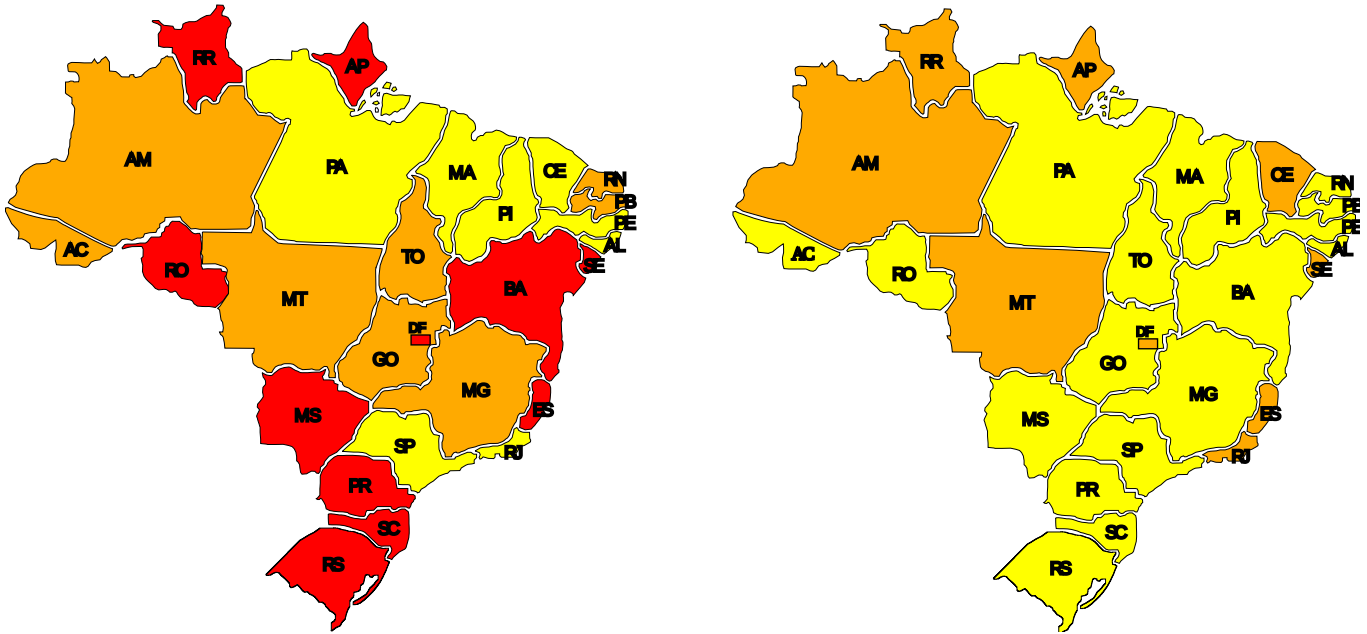 RR
AP
AM
PA
MA
CE
RN
PB
PI
PE
AL
AC
TO
SE
RO
BA
MT
DF
GO
MG
MS
ES
SP
RJ
PR
SC
RS
RR
AP
AM
PA
MA
CE
RN
PB
PI
PE
AL
AC
TO
SE
RO
BA
MT
DF
GO
MG
MS
ES
SP
RJ
PR
SC
RS